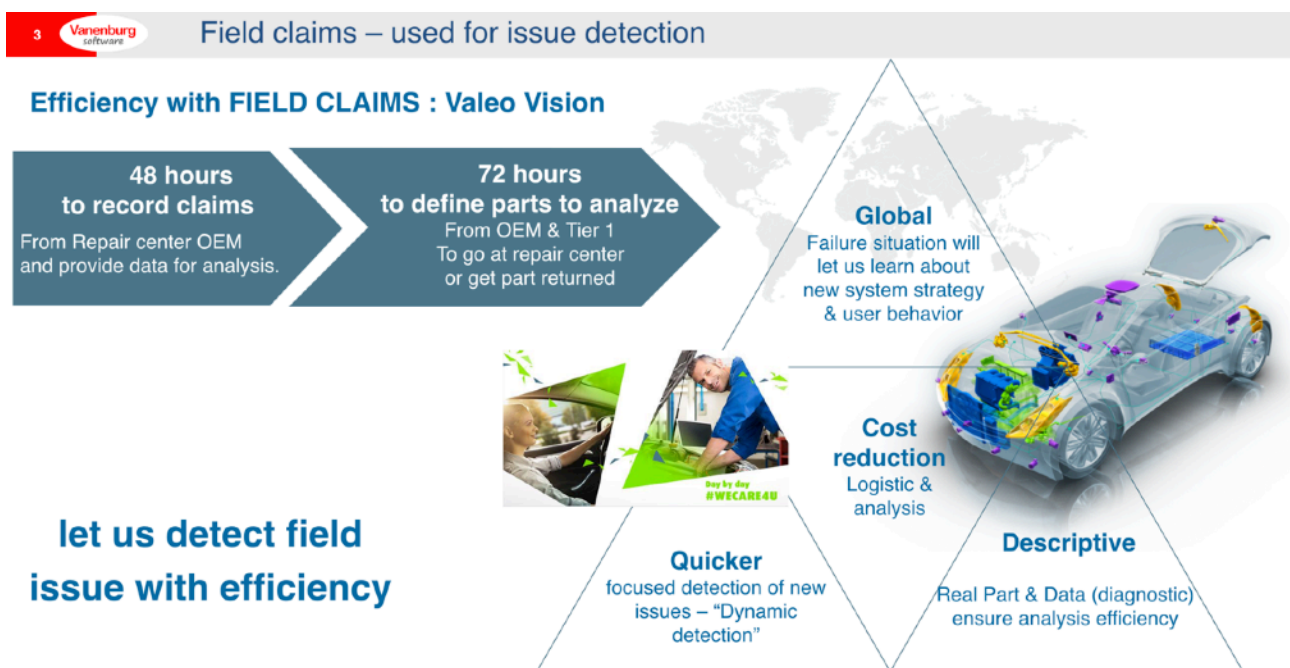 3
Vanenburg
software
Field claims – used for issue detection
Efficiency with FIELD CLAIMS : Valeo Vision
48 hours
to record claims
From Repair center OEM
and provide data for analysis.
72 hours
to define parts to analyze
From OEM & Tier 1
To go at repair center
or get part returned
Global
Failure situation will
let us learn about
new system strategy
& user behavior
Day by day
#WECARE4U
Cost
reduction
Logistic &
analysis
let us detect field
issue with efficiency
Quicker
focused detection of new
issues – “Dynamic
detection”
Descriptive
Real Part & Data (diagnostic)
ensure analysis efficiency